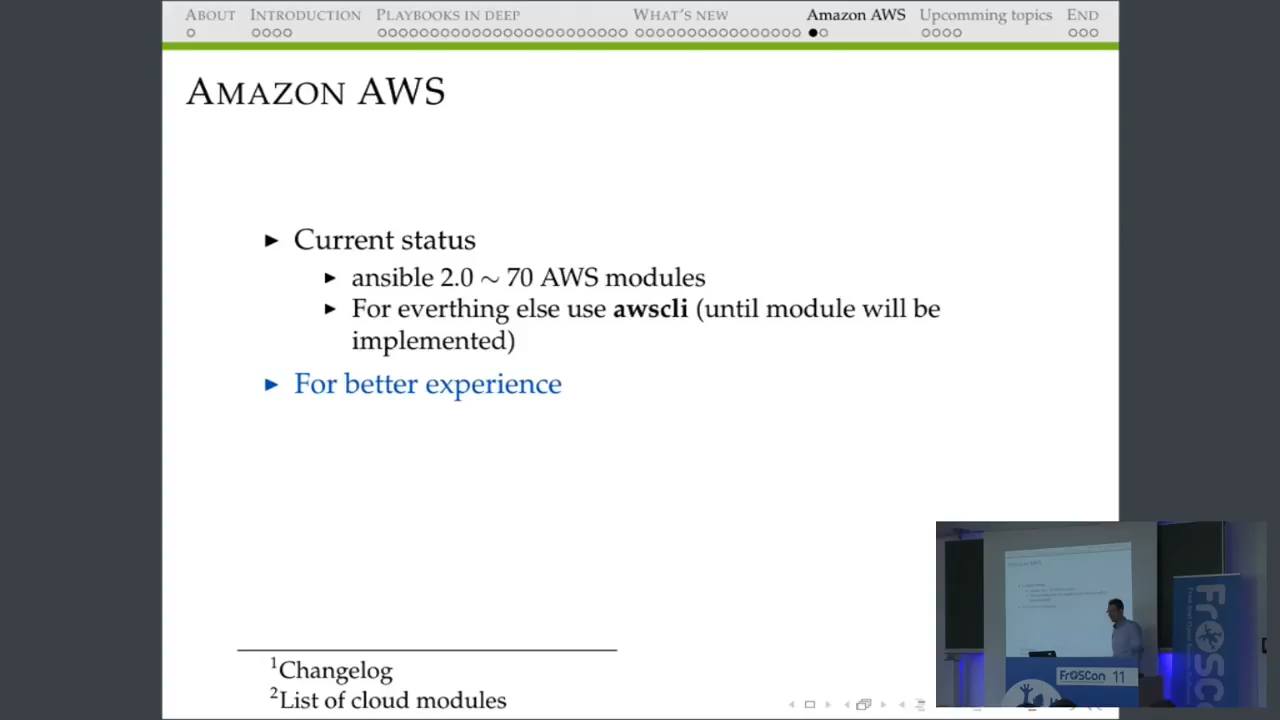 ABOUT INTRODUCTION PLAYBOOKS IN DEEP WHAT'S NEW Amazon AWS Upcomming topics END
AMAZON AWS
Current status
ansible 2.0 ~ 70 AWS modules
For everthing else use awscli (until module will be
implemented)
For better experience
1Changelog
2List of cloud modules
FrOSCon 11
FrOSCo